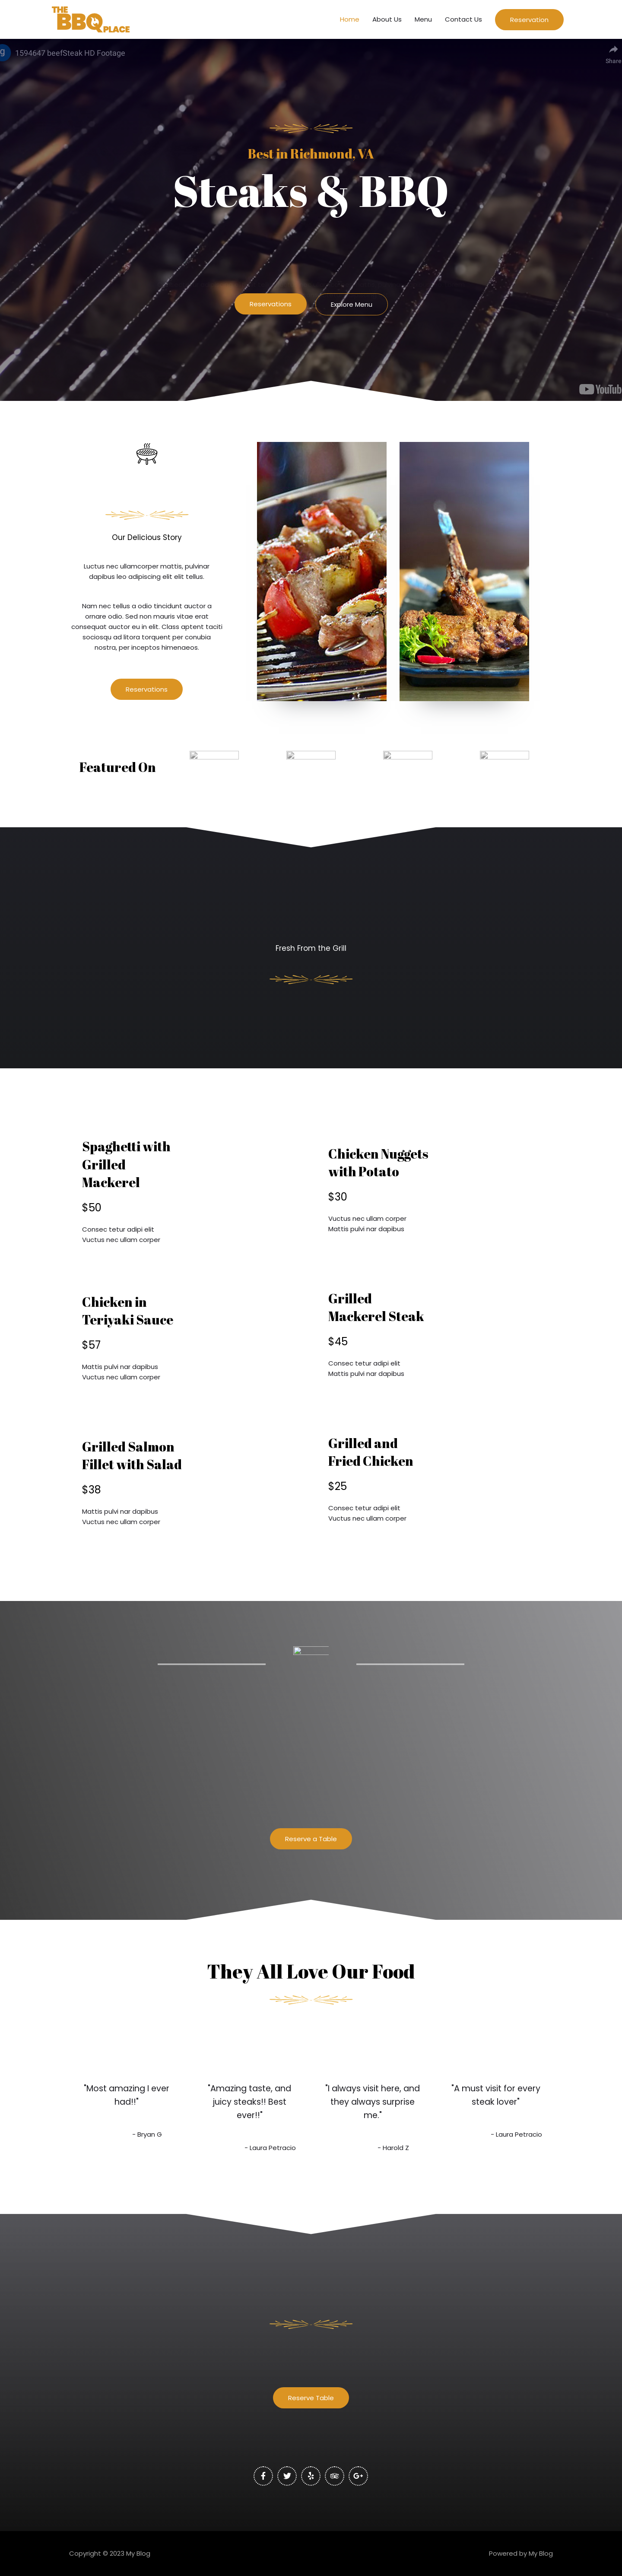 THE
BBQ PLACE
Home
About Us
Menu
Contact Us
Reservation
g
1594647 beefSteak HD Footage
Share
Best in Richmond, VA
Steaks & BBQ
Reservations
Explore Menu
YouTub
Our Delicious Story
Luctus nec ullamcorper mattis, pulvinar
dapibus leo adipiscing elit elit tellus.
Nam nec tellus a odio tincidunt auctor a
ornare odio. Sed non mauris vitae erat
consequat auctor eu in elit. Class aptent taciti
sociosqu ad litora torquent per conubia
nostra, per inceptos himenaeos.
Reservations
Featured On
Fresh From the Grill
Spaghetti with
Grilled
Mackerel
$50
Consec tetur adipi elit
Vuctus nec ullam corper
Chicken Nuggets
with Potato
$30
Vuctus nec ullam corper
Mattis pulvi nar dapibus
Chicken in
Teriyaki Sauce
$57
Mattis pulvi nar dapibus
Vuctus nec ullam corper
Grilled
Mackerel Steak
$45
Consec tetur adipi elit
Mattis pulvi nar dapibus
Grilled Salmon
Fillet with Salad
$38
Mattis pulvi nar dapibus
Vuctus nec ullam corper
Grilled and
Fried Chicken
$25
Consec tetur adipi elit
Vuctus nec ullam corper
Reserve a Table
They All Love Our Food
"Most amazing I ever
had!!"
- Bryan G
"Amazing taste, and
juicy steaks!! Best
ever!!"
- Laura Petracio
"I always visit here, and
they always surprise
me."
- Harold Z
"A must visit for every
steak lover"
- Laura Petracio
Reserve Table
Copyright © 2023 My Blog
Powered by My Blog